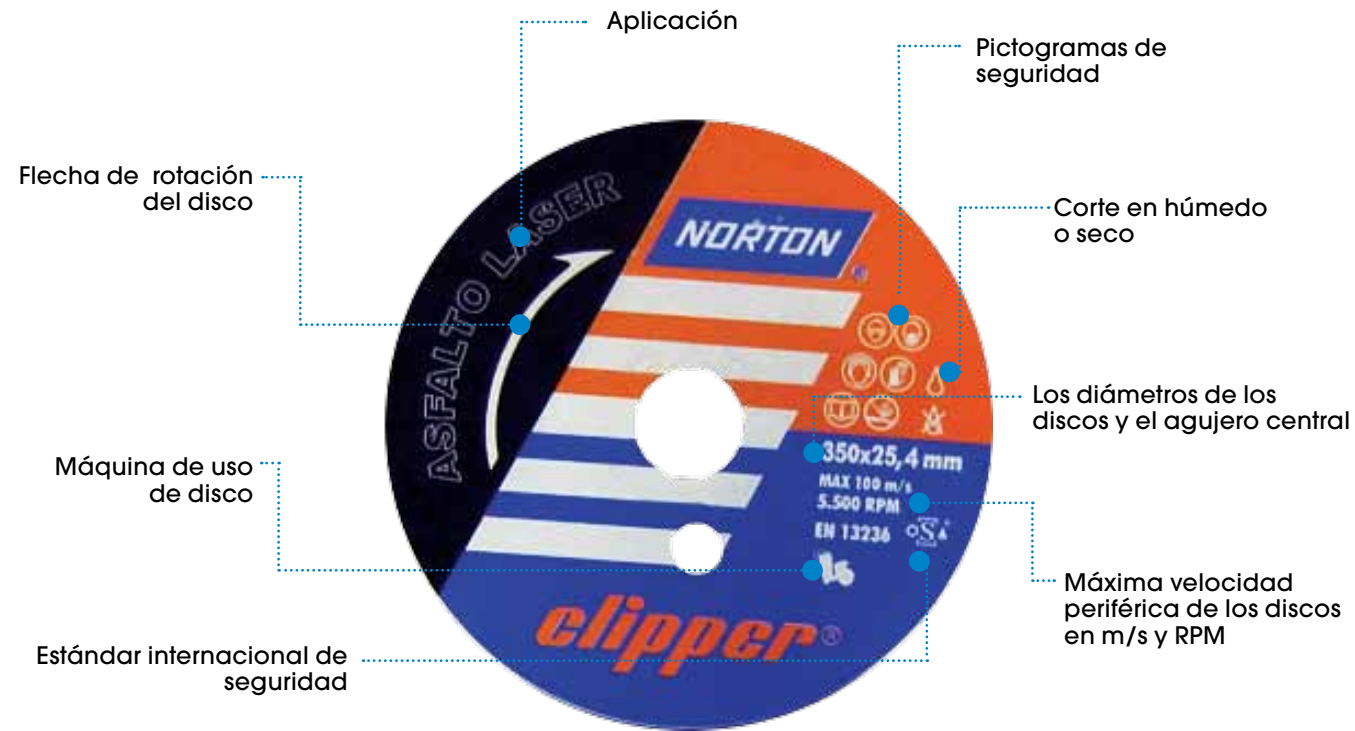 Aplicación
Pictogramas de
seguridad
Flecha de rotación
del disco
ASFALTO LASER
NORTON
®
Corte en húmedo
o seco
Los diámetros de los
discos y el agujero central
350x25,4 mm
MAX 100 m/s
5.500 RPM
EN 13236
oSa
Máquina de uso
de disco
clipper®
Máxima velocidad
periférica de los discos
en m/s y RPM
Estándar internacional de
seguridad